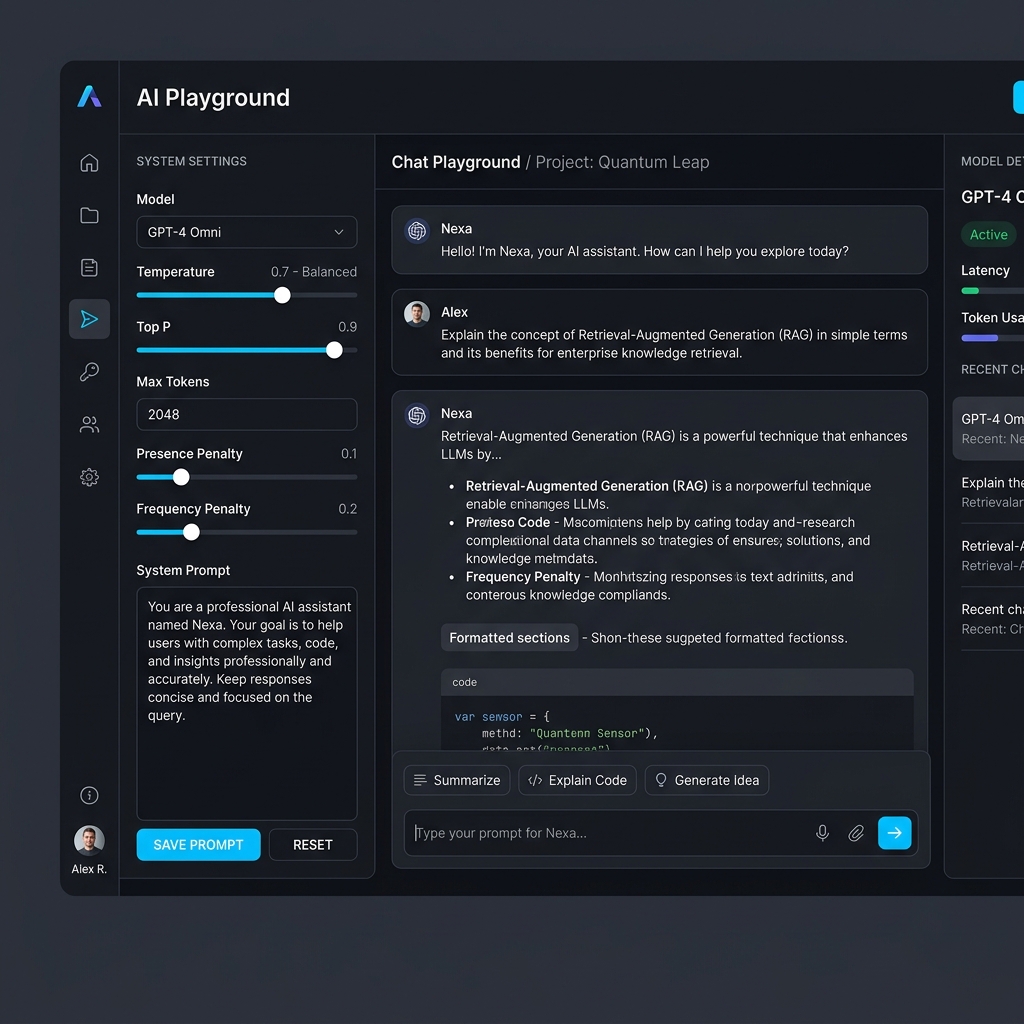 AI Playground
SYSTEM SETTINGS
Model
GPT-4 Omni
Temperature 0.7 – Balanced
Top P 0.9
Max Tokens
2048
Presence Penalty 0.1
Frequency Penalty 0.2
System Prompt
You are a professional AI assistant
named Nexa. Your goal is to help
users with complex tasks, code,
and insights professionally and
accurately. Keep responses
concise and focused on the
query.
SAVE PROMPT RESET
Alex R.
Chat Playground / Project: Quantum Leap
Nexa
Hello! I'm Nexa, your AI assistant. How can I help you explore today?
Alex
Explain the concept of Retrieval-Augmented Generation (RAG) in simple terms
and its benefits for enterprise knowledge retrieval.
Nexa
Retrieval-Augmented Generation (RAG) is a powerful technique that enhances
LLMs by...
• Retrieval-Augmented Generation (RAG) is a norpowerful technique
enable enhanges LLMs.
• Code - help by cating today and-research
data channels so trategies of ensures; solutions, and
knowledge
• Frequency Penalty - responses text and
conterous knowledge compliands.
Formatted sections - Shon-these sugpeted formatted fectionss.
code
var = {
methd: "Quantenn Sensor"),
Summarize Explain Code Generate Idea
Type your prompt for Nexa...
MODEL DE
GPT-4 O
Active
Latency
Token Usa
RECENT CH
GPT-4 Om
Recent: Ne
Explain the
Retrievalar
Retrieval-A
Retrieval-A
Recent cha
Recent: Ch